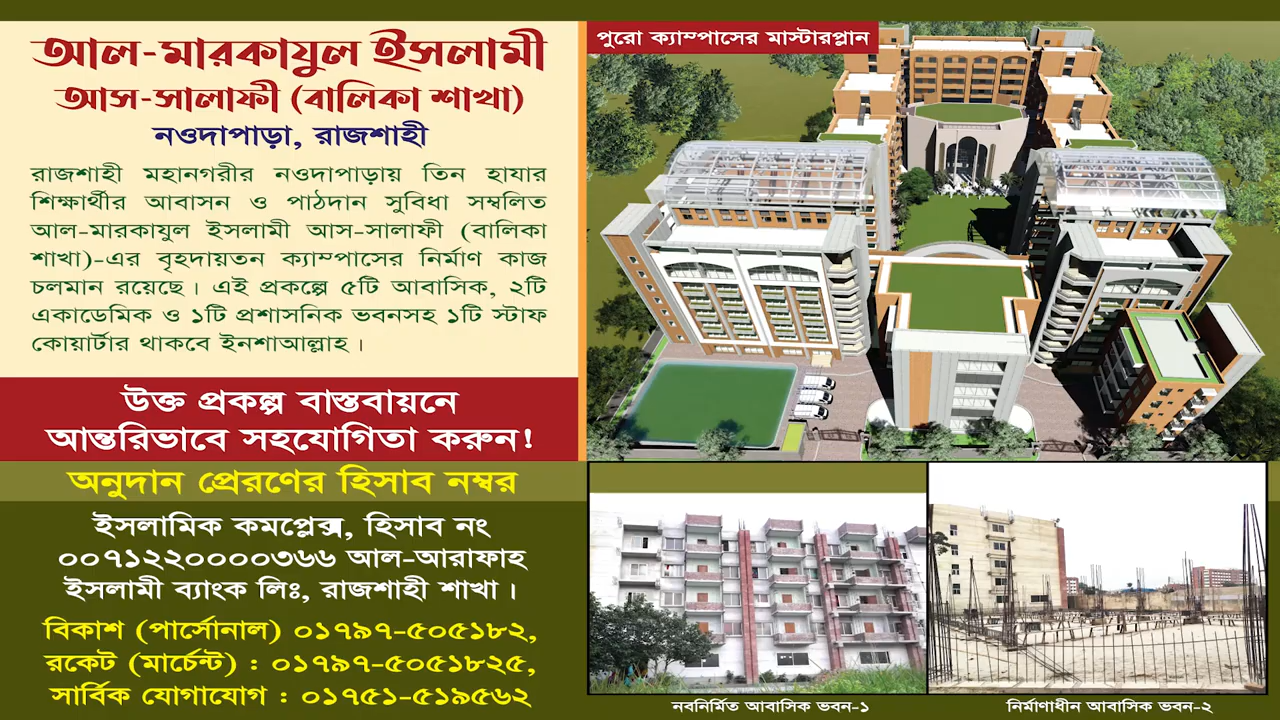 আল-মারকাযুল ইসলামী
আস-সালাফী (বালিকা শাখা)
নওদাপাড়া, রাজশাহী
রাজশাহী মহানগরীর নওদাপাড়ায় তিন হাযার
শিক্ষার্থীর আবাসন ও পাঠদান সুবিধা সম্বলিত
আল-মারকাযুল ইসলামী আস-সালাফী (বালিকা
শাখা)-এর বৃহদায়তন ক্যাম্পাসের নির্মাণ কাজ
চলমান রয়েছে। এই প্রকল্পে ৫টি আবাসিক, ২টি
একাডেমিক ও ১টি প্রশাসনিক ভবনসহ ১টি স্টাফ
কোয়ার্টার থাকবে ইনশাআল্লাহ।
উক্ত প্রকল্প বাস্তবায়নে
আন্তরিভাবে সহযোগিতা করুন!
অনুদান প্রেরণের হিসাব নম্বর
ইসলামিক কমপ্লেক্স, হিসাব নং
০০৭১২২০০০০৩৬৬ আল-আরাফাহ
ইসলামী ব্যাংক লিঃ, রাজশাহী শাখা।
বিকাশ (পার্সোনাল) ০১৭৯৭-৫০৫১৮২,
রকেট (মার্চেন্ট) : ০১৭৯৭-৫০৫১৮২৫,
সার্বিক যোগাযোগ : ০১৭৫১-৫১৯৫৬২
পুরো ক্যাম্পাসের মাস্টারপ্লান
নবনির্মিত আবাসিক ভবন-১
নির্মাণাধীন আবাসিক ভবন-২